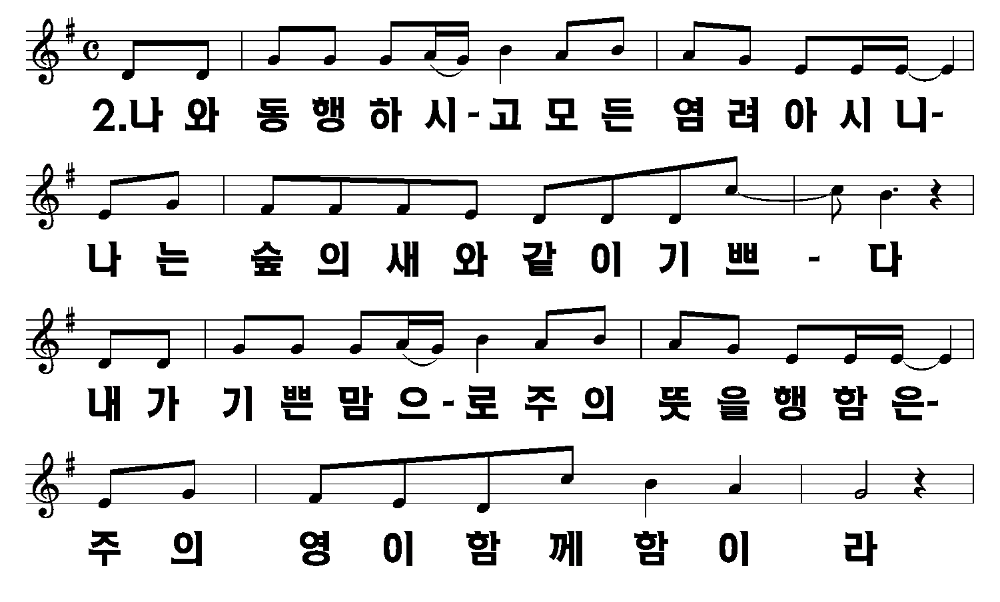 2.나 와 동 행 하 시 - 고 모 든 염 려 아 시 니-
나 는 숲 의 새 와 같 이 기 쁘 - 다
내 가 기 쁜 맘 으 - 로 주 의 뜻 을 행 함 은-
주 의 영 이 함 께 함 이 라